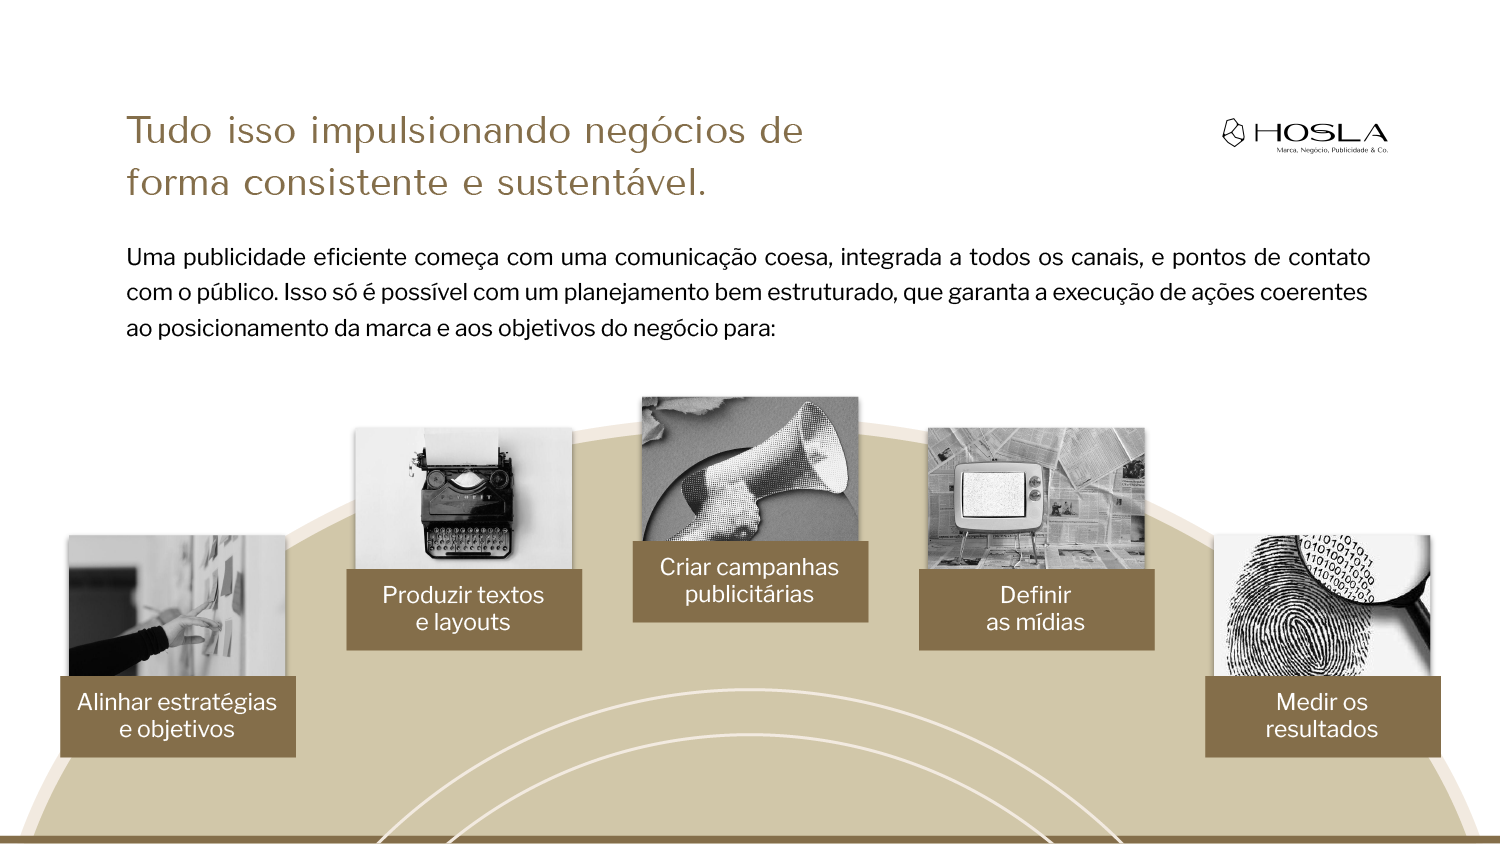 Tudo isso impulsionando negócios de
forma consistente e sustentável.
HOSLA
Marca, Negócio, Publicidade & Co.
Uma publicidade eficiente começa com uma comunicação coesa, integrada a todos os canais, e pontos de contato
com o público. Isso só é possível com um planejamento bem estruturado, que garanta a execução de ações coerentes
ao posicionamento da marca e aos objetivos do negócio para:
Alinhar estratégias
e objetivos
Produzir textos
e layouts
Criar campanhas
publicitárias
Definir
as mídias
Medir os
resultados